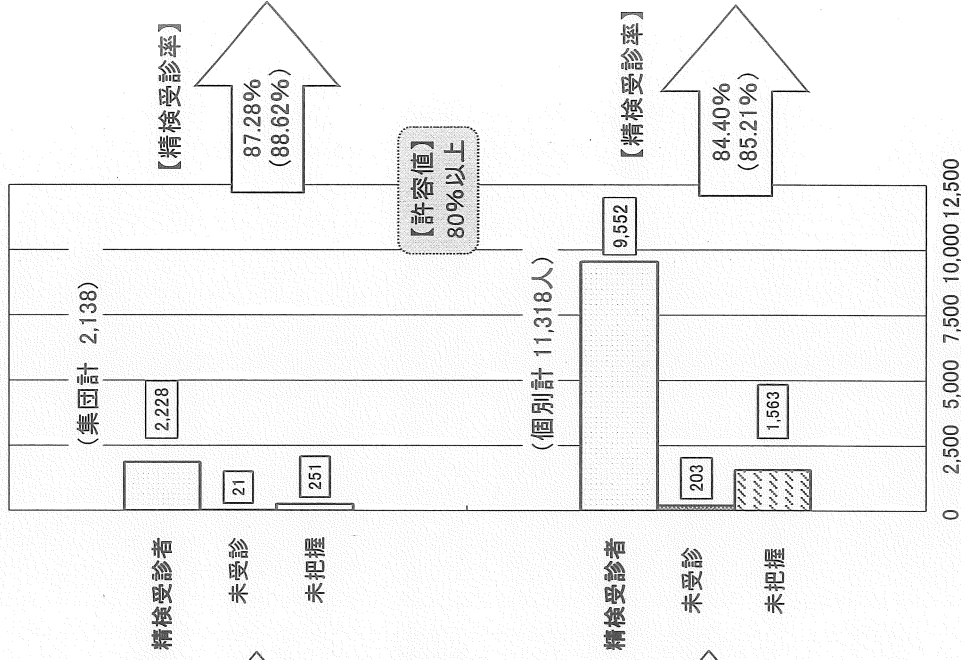 (集団計 2,138)
精検受診者
2,228
未受診
21
未把握
251
【精検受診率】
87.28%
(88.62%)
【許容値】
80%以上
(個別計 11,318人)
精検受診者
9,552
未受診
203
未把握
1,563
【精検受診率】
84.40%
(85.21%)
0 2,500 5,000 7,500 10,000 12,500